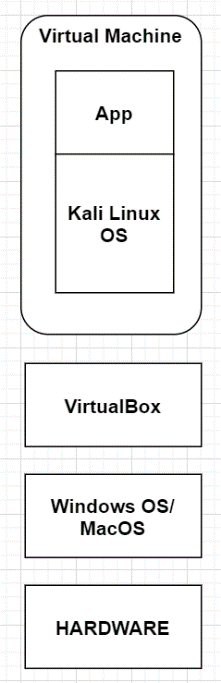 Virtual Machine
App
Kali Linux
OS
VirtualBox
Windows OS/
MacOS
HARDWARE